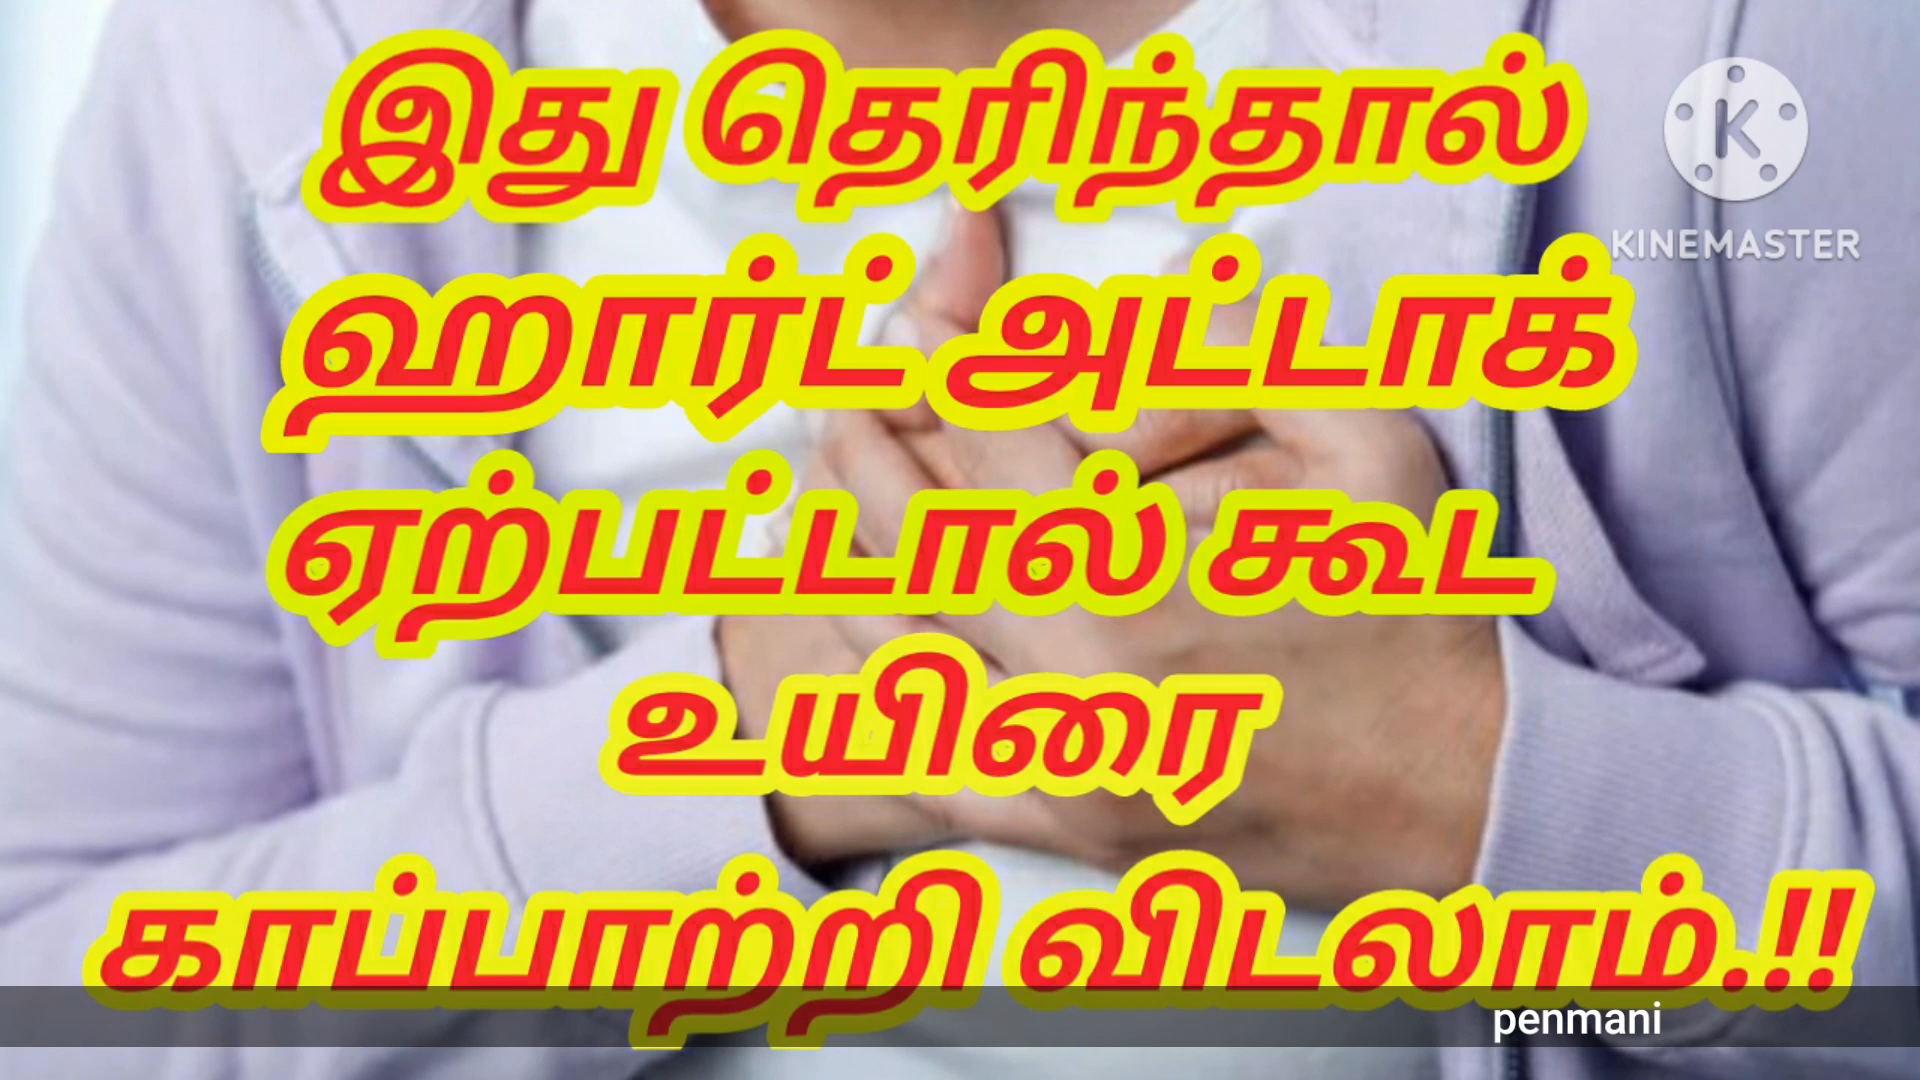 இது தெரிந்தால்
ஹார்ட் அட்டாக்
ஏற்பட்டால் கூட
உயிரை
காப்பாற்றி விடலாம்.!!
K
KINEMASTER
penmani